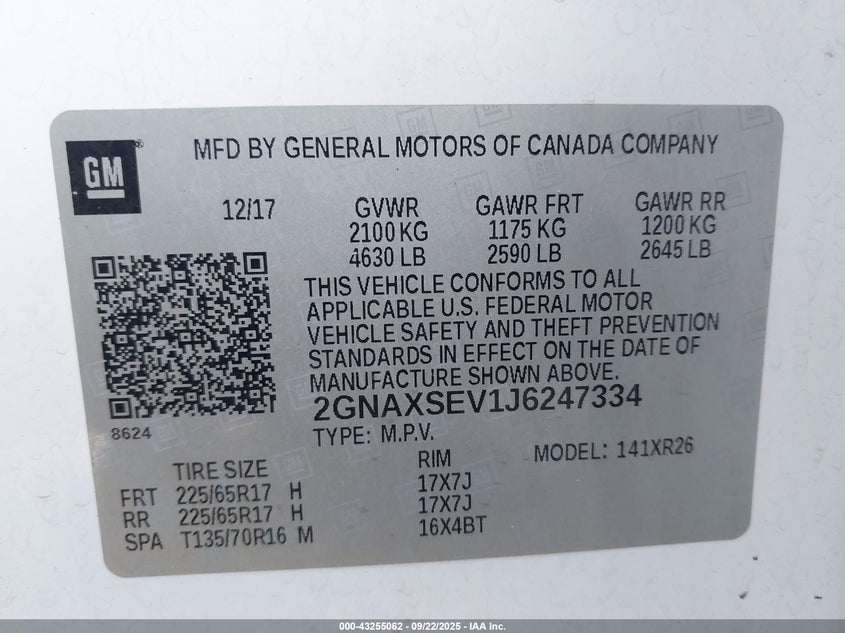 GM
MFD BY GENERAL MOTORS OF CANADA COMPANY
12/17 GVWR GAWR FRT GAWR RR
2100 KG 1175 KG 1200 KG
4630 LB 2590 LB 2645 LB
THIS VEHICLE CONFORMS TO ALL
APPLICABLE U.S. FEDERAL MOTOR
VEHICLE SAFETY AND THEFT PREVENTION
STANDARDS IN EFFECT ON THE DATE OF
MANUFACTURE SHOWN ABOVE.
2GNAXSEV1J6247334
8624
TYPE: M.P.V.
MODEL: 141XR26
TIRE SIZE RIM
FRT 225/65R17 H 17X7J
RR 225/65R17 H 17X7J
SPA T135/70R16 M 16X4BT
000-43255062 - 09/22/2025 - IAA Inc.